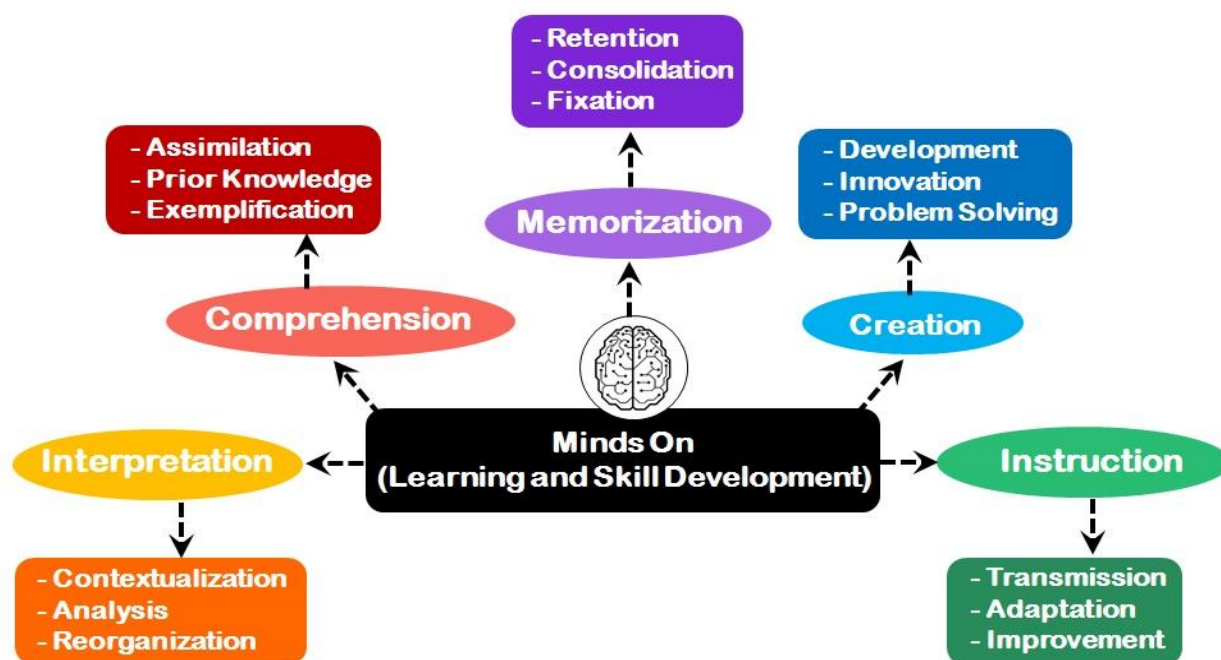 - Retention
- Consolidation
- Fixation
Memorization
- Assimilation
- Prior Knowledge
- Exemplification
Comprehension
- Development
- Innovation
- Problem Solving
Creation
Minds On
(Learning and Skill Development)
Interpretation
- Contextualization
- Analysis
- Reorganization
Instruction
- Transmission
- Adaptation
- Improvement